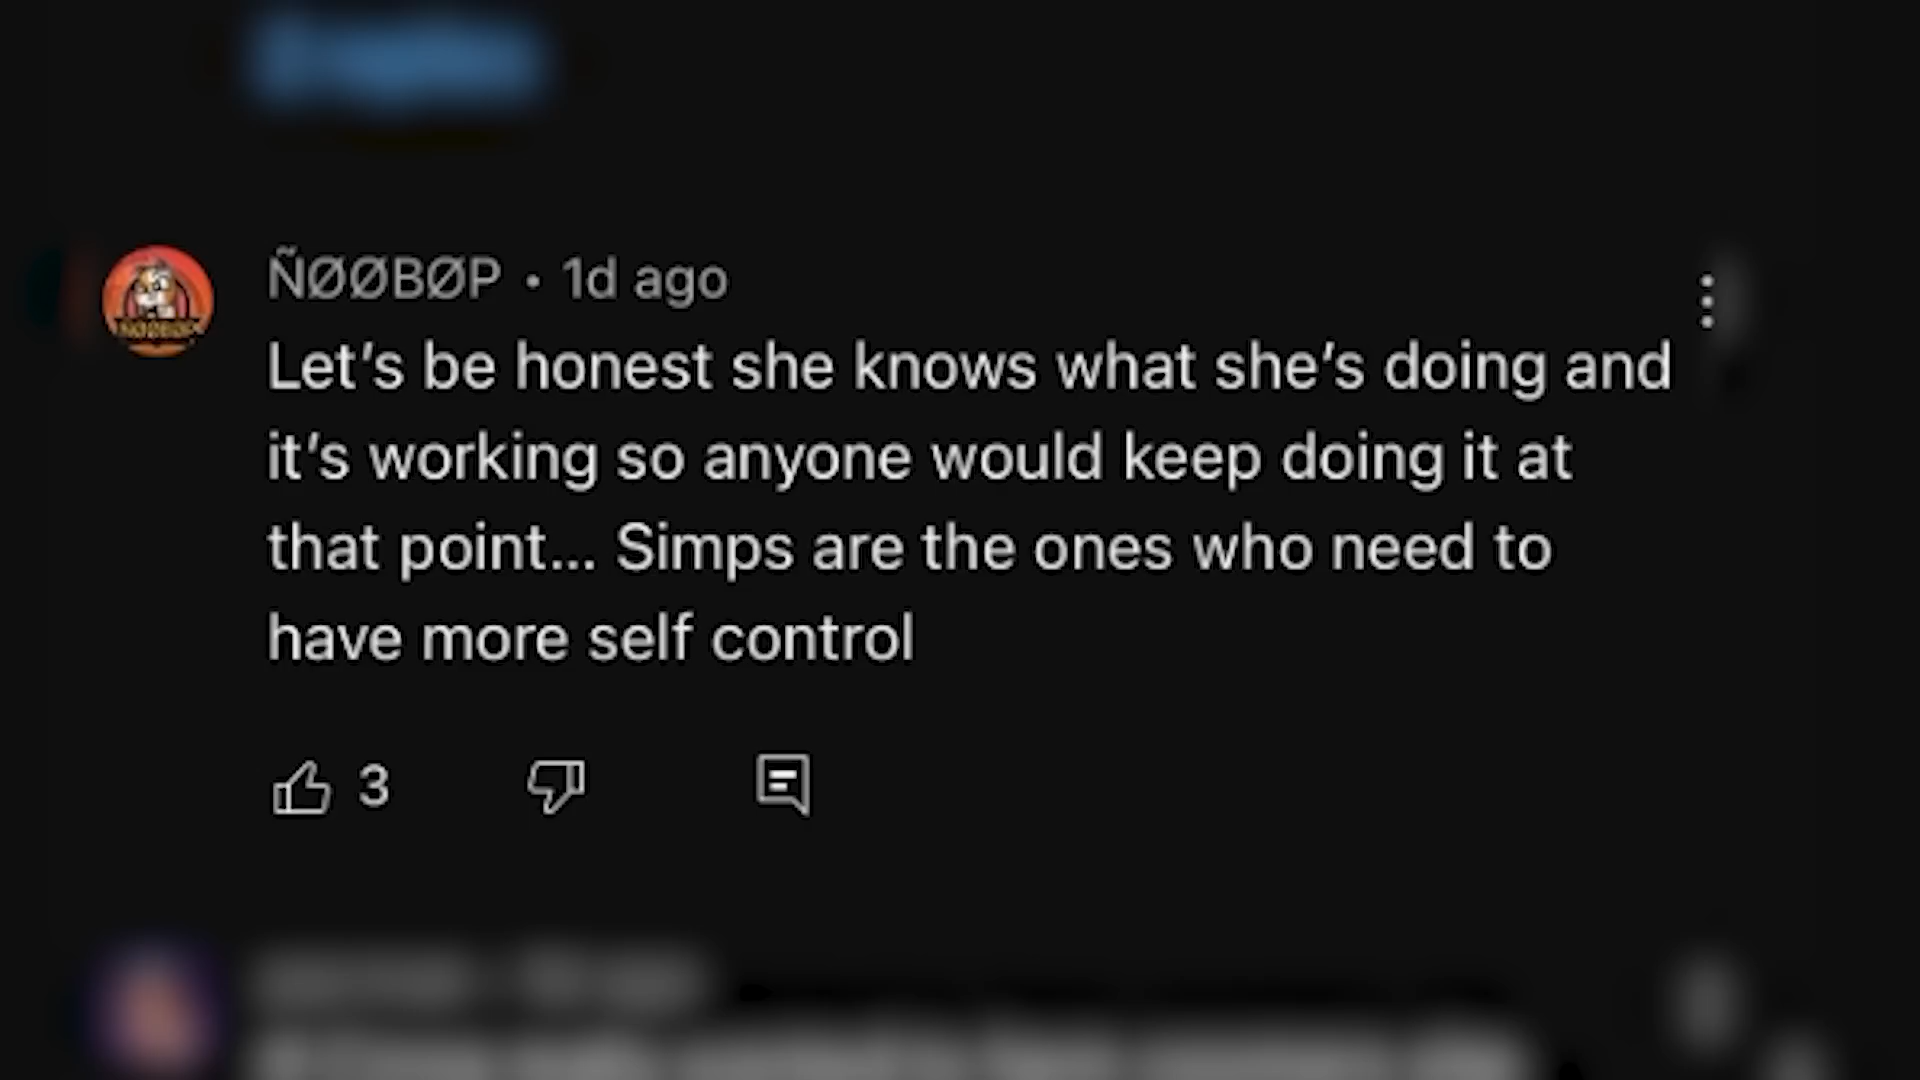 ÑØØBØP • 1d ago
Let's be honest she knows what she's doing and
it's working so anyone would keep doing it at
that point... Simps are the ones who need to
have more self control
3